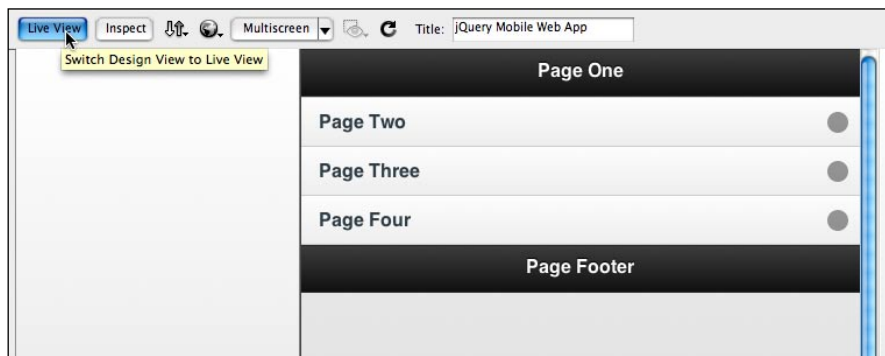 Live View Inspect Multiscreen Title: jQuery Mobile Web App
Switch Design View to Live View
Page One
Page Two
Page Three
Page Four
Page Footer